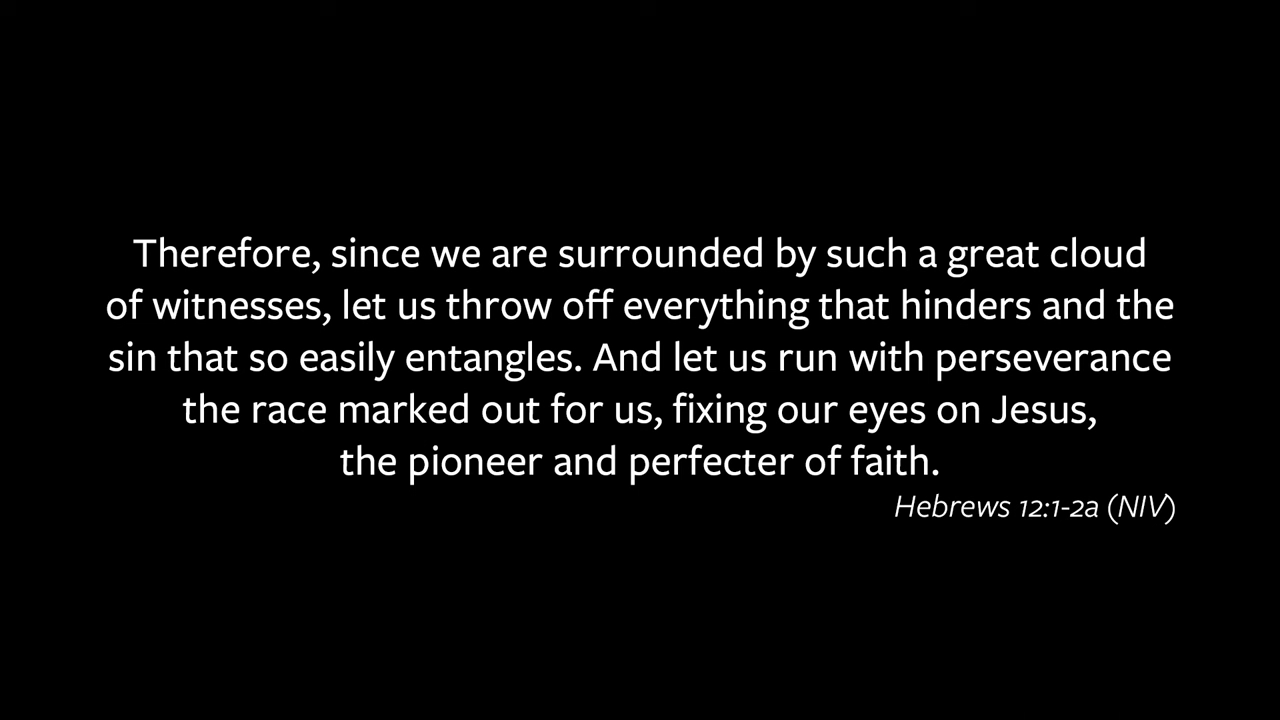 Therefore, since we are surrounded by such a great cloud
of witnesses, let us throw off everything that hinders and the
sin that so easily entangles. And let us run with perseverance
the race marked out for us, fixing our eyes on Jesus,
the pioneer and perfecter of faith.
Hebrews 12:1-2a (NIV)